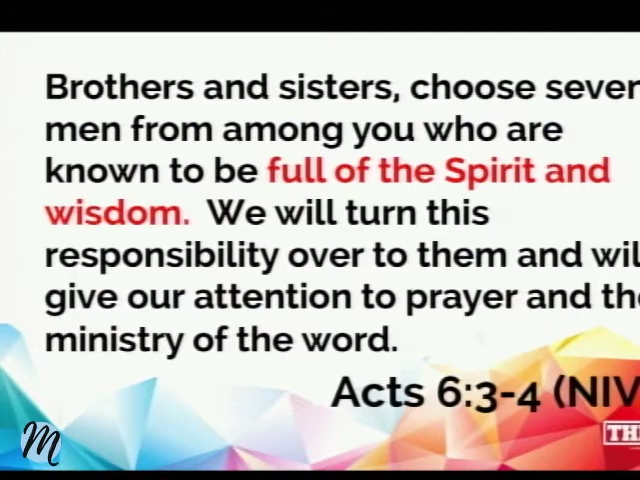 Brothers and sisters, choose seven
men from among you who are
known to be full of the Spirit and
wisdom. We will turn this
responsibility over to them and wil
give our attention to prayer and the
ministry of the word.
Acts 6:3-4 (NIV
M
TH